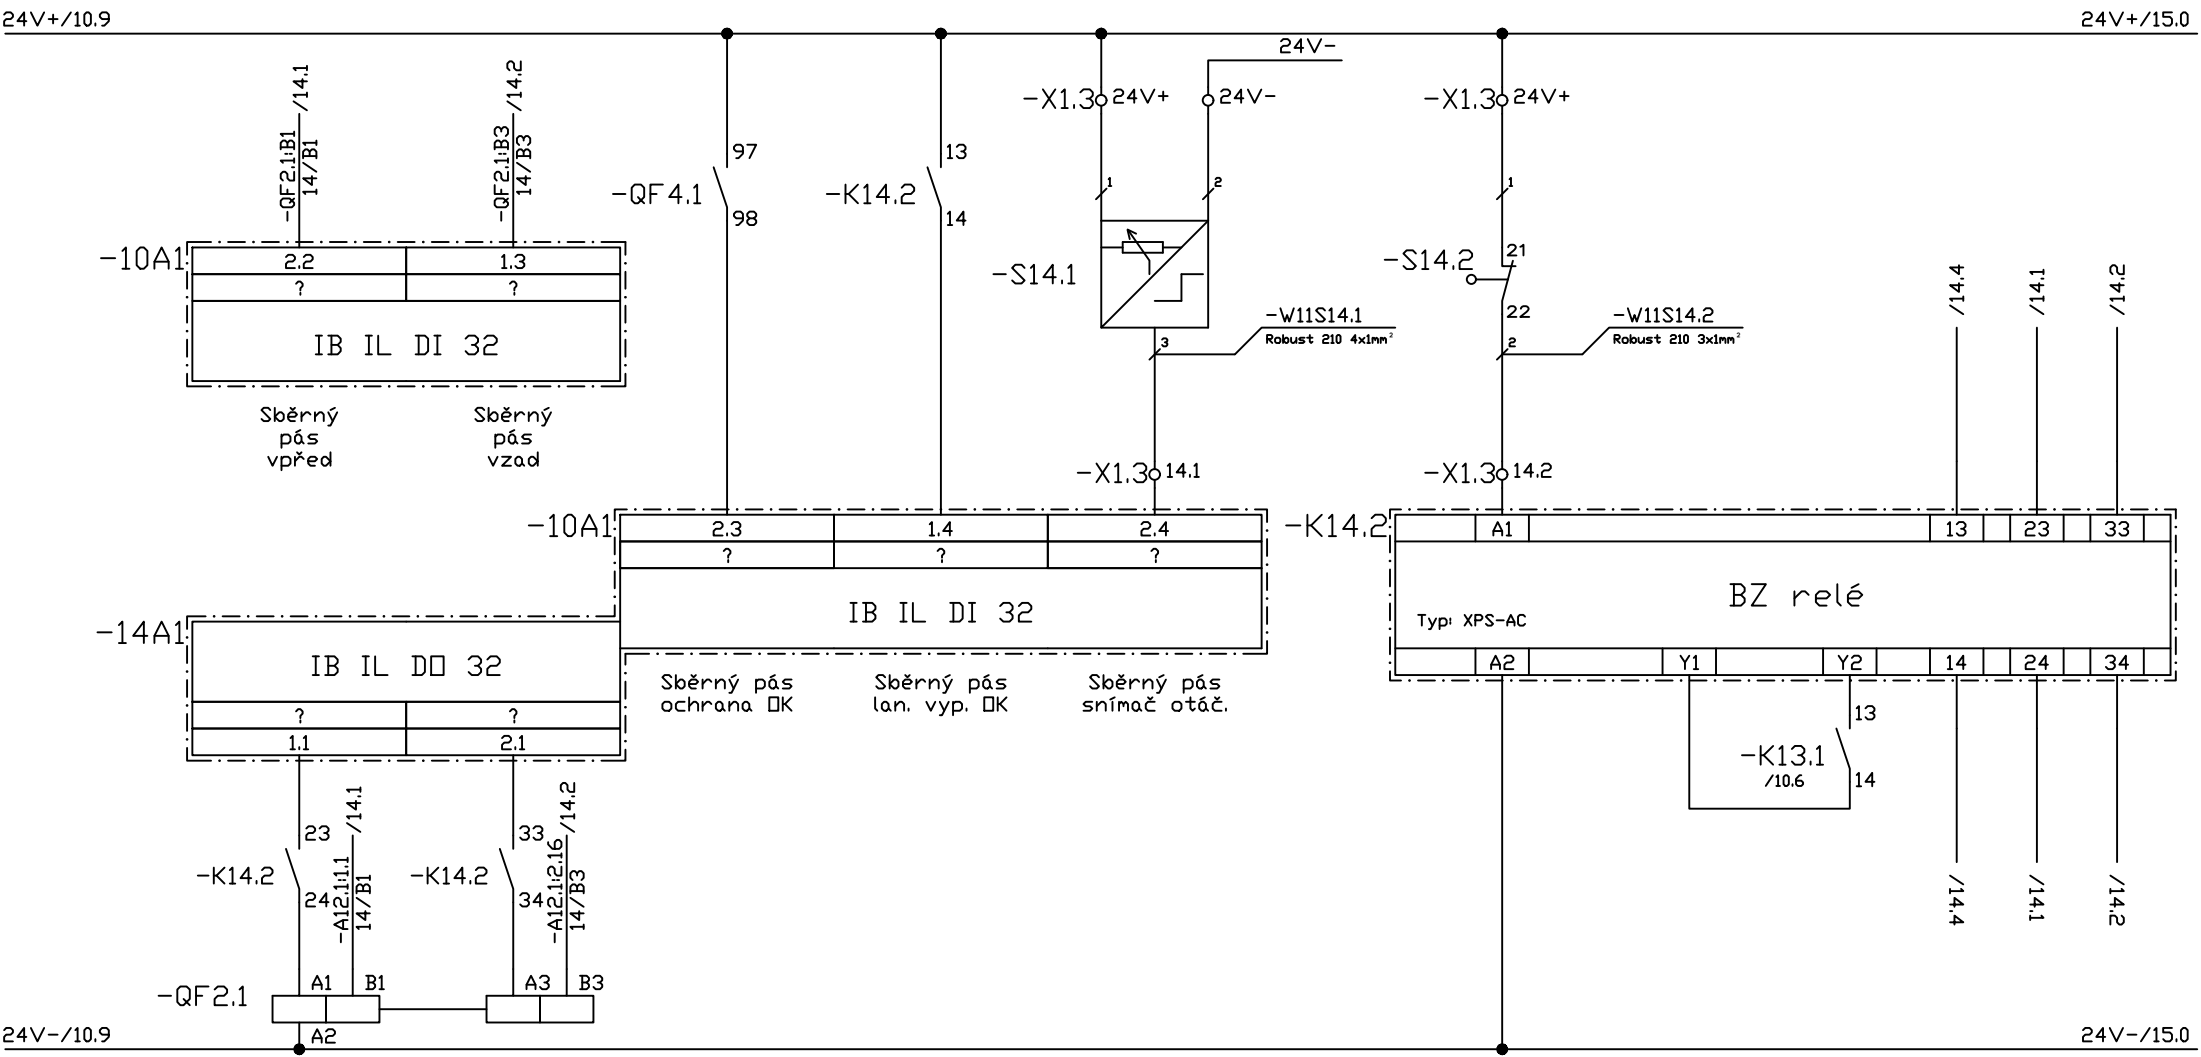 24V+/10.9
24V+/15.0
24V-
-X1.3 24V+
24V-
-X1.3 24V+
/14.1
/14.2
-QF2.1:B1
14/B1
-QF2.1:B3
14/B3
97
-QF4.1
98
13
-K14.2
14
1
2
1
-10A1
2.2
1.3
?
?
IB IL DI 32
-S14.1
21
-S14.2
22
-W11S14.1
Robust 210 4x1mm²
3
-W11S14.2
Robust 210 3x1mm²
2
/14.4
/14.1
/14.2
Sběrný
pás
vpřed
Sběrný
pás
vzad
-X1.3 14.1
-X1.3 14.2
-10A1
2.3
1.4
2.4
?
?
?
IB IL DI 32
-K14.2
A1
13
23
33
BZ relé
Typ: XPS-AC
A2
Y1
Y2
14
24
34
-14A1
IB IL DO 32
?
?
1.1
2.1
Sběrný pás
ochrana OK
Sběrný pás
lan. vyp. OK
Sběrný pás
snímač otáč.
13
-K13.1
/10.6
14
23
-K14.2
24
/14.1
-A12.1:1.1
14/B1
33
-K14.2
34
/14.2
-A12.1:2.16
14/B3
/14.4
/14.1
/14.2
-QF2.1
A1
B1
A3
B3
A2
24V-/10.9
24V-/15.0